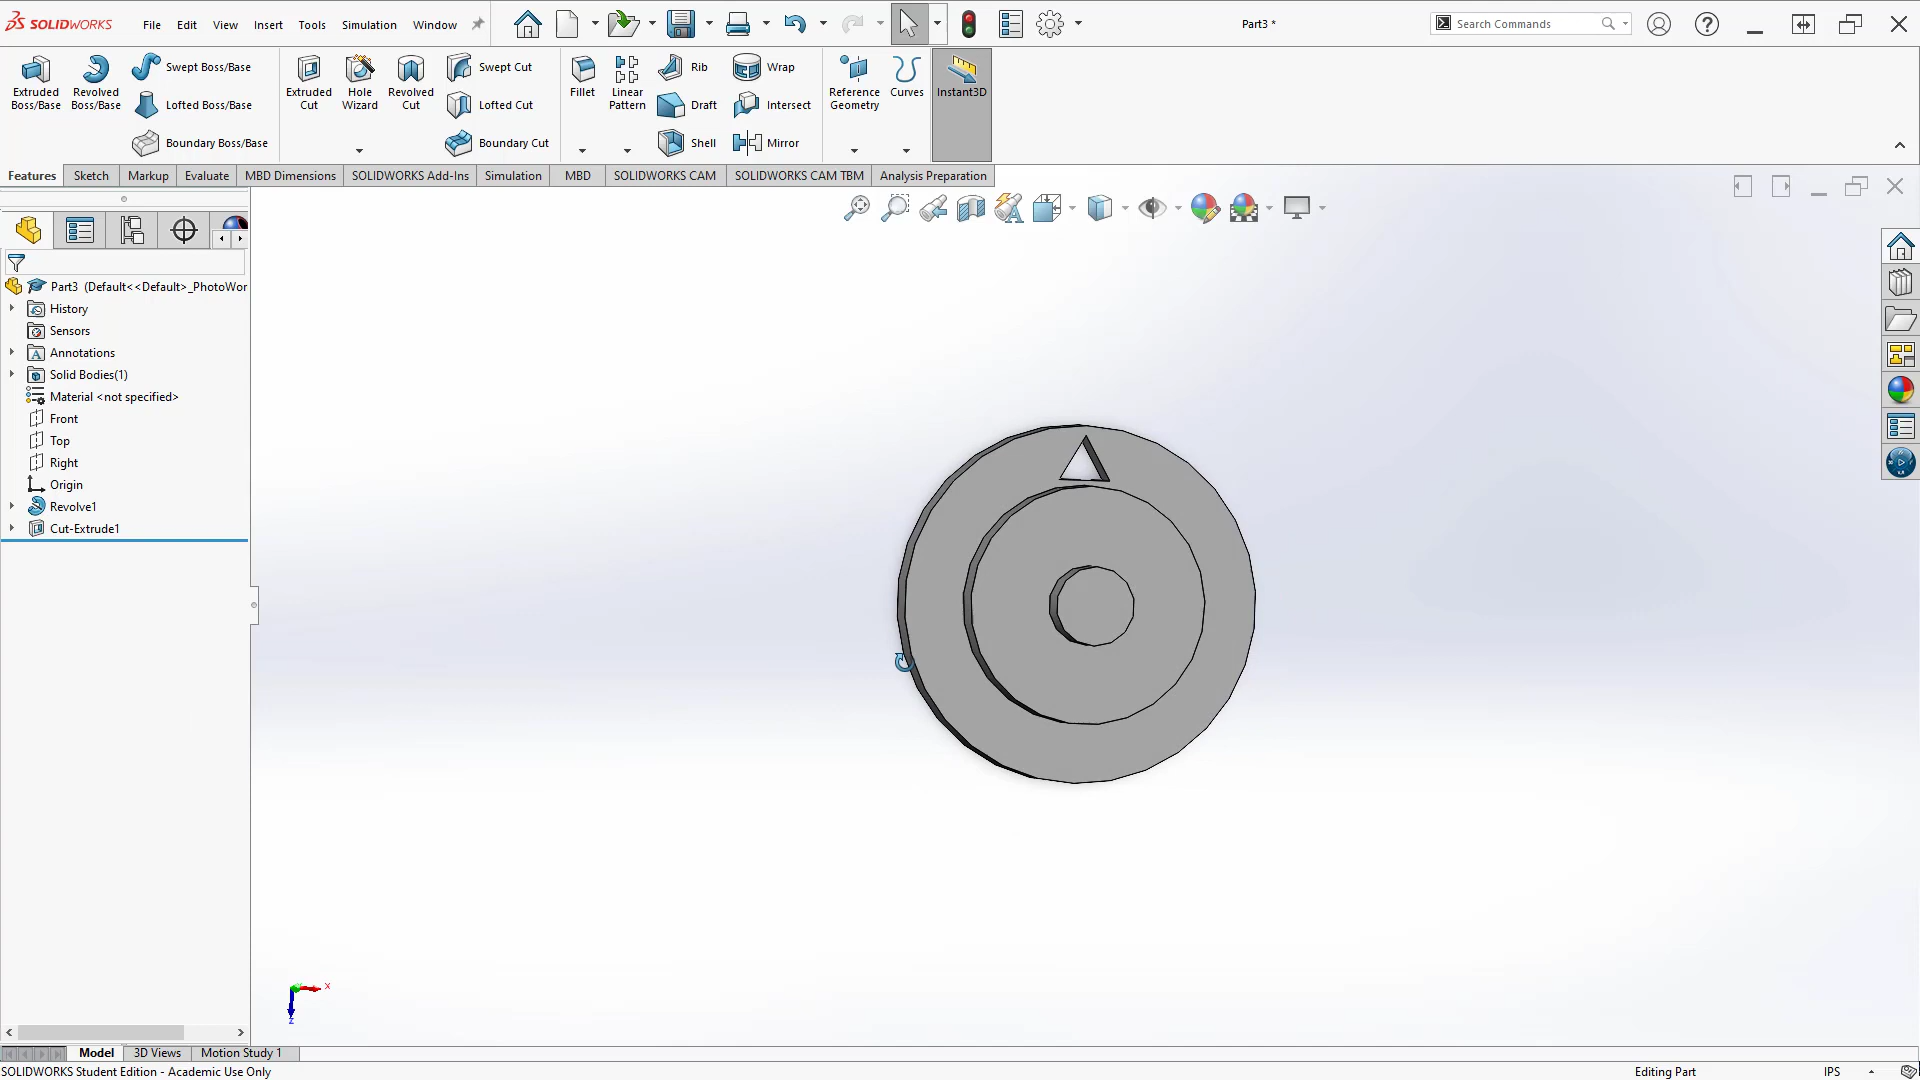 SOLIDWORKS File Edit View Insert Tools Simulation Window Part3 * Search Commands
Extruded Boss/Base
Revolved Boss/Base
Swept Boss/Base
Lofted Boss/Base
Boundary Boss/Base
Extruded Cut
Hole Wizard
Revolved Cut
Swept Cut
Lofted Cut
Boundary Cut
Fillet
Linear Pattern
Rib
Draft
Shell
Wrap
Intersect
Mirror
Reference Geometry
Curves
Instant3D
Features Sketch Markup Evaluate MBD Dimensions SOLIDWORKS Add-Ins Simulation MBD SOLIDWORKS CAM SOLIDWORKS CAM TBM Analysis Preparation
Part3 (Default<<Default>_PhotoWor
History
Sensors
Annotations
Solid Bodies(1)
Material <not specified>
Front
Top
Right
Origin
Revolve1
Cut-Extrude1
X
Z
Model 3D Views Motion Study 1
SOLIDWORKS Student Edition - Academic Use Only Editing Part IPS